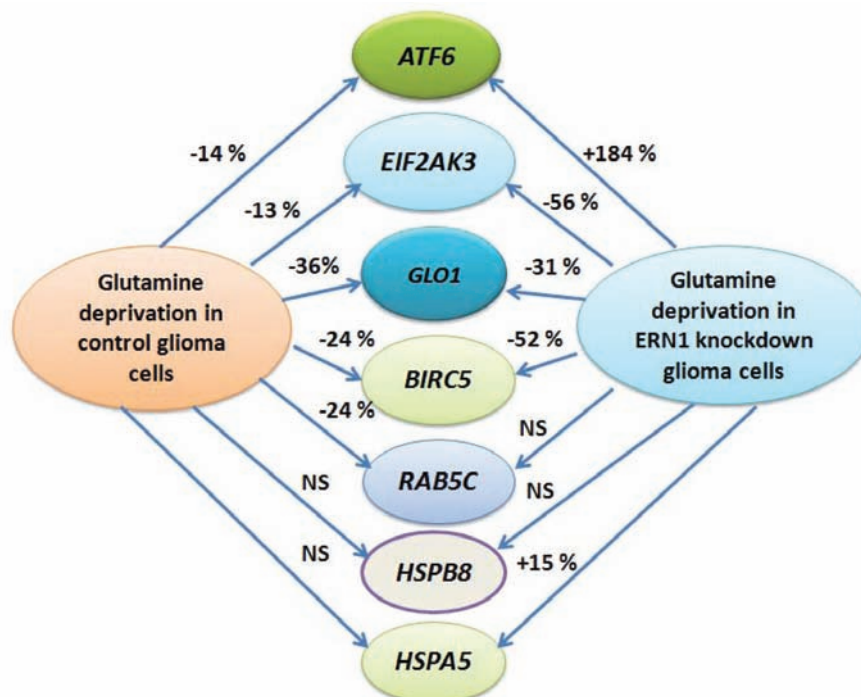 ATF6
-14 %
+184 %
EIF2AK3
-13 %
-56 %
Glutamine
deprivation in
control glioma
cells
-36%
GLO1
-31 %
Glutamine
deprivation in
ERN1 knockdown
glioma cells
-24 %
-52 %
BIRC5
-24 %
NS
RAB5C
NS
NS
HSPB8
NS
+15 %
HSPA5